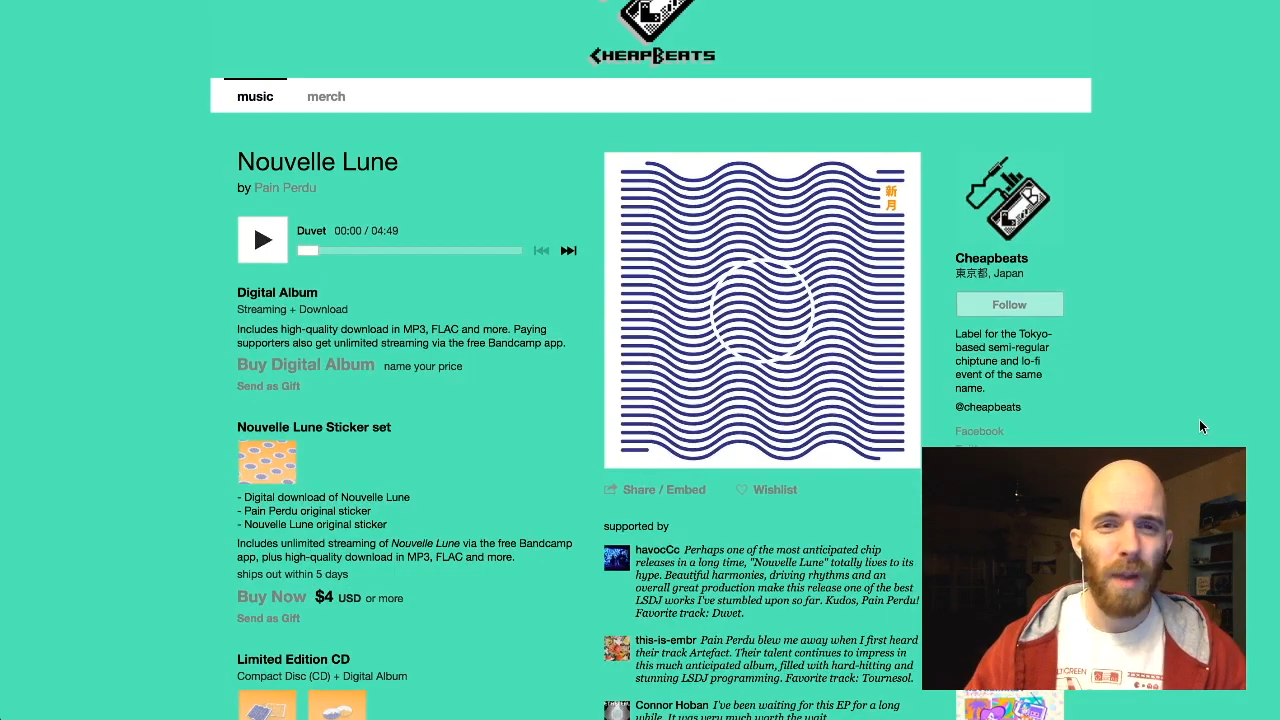 CHEAPBEATS
music
merch
Nouvelle Lune
by Pain Perdu
Duvet 00:00 / 04:49
Digital Album
Streaming + Download
Includes high-quality download in MP3, FLAC and more. Paying
supporters also get unlimited streaming via the free Bandcamp app.
Buy Digital Album name your price
Send as Gift
Nouvelle Lune Sticker set
- Digital download of Nouvelle Lune
- Pain Perdu original sticker
- Nouvelle Lune original sticker
Includes unlimited streaming of Nouvelle Lune via the free Bandcamp
app, plus high-quality download in MP3, FLAC and more.
ships out within 5 days
Buy Now $4 USD or more
Send as Gift
Limited Edition CD
Compact Disc (CD) + Digital Album
新
月
Share / Embed
Wishlist
supported by
havocCc Perhaps one of the most anticipated chip
releases in a long time, "Nouvelle Lune" totally lives to its
hype. Beautiful harmonies, driving rhythms and an
overall great production make this release one of the best
LSDJ works I've stumbled upon so far. Kudos, Pain Perdu!
Favorite track: Duvet.
this-is-embr Pain Perdu blew me away when I first heard
their track Artefact. Their talent continues to impress in
this much anticipated album, filled with hard-hitting and
stunning LSDJ programming. Favorite track: Tournesol.
Connor Hoban I've been waiting for this EP for a long
while. It was very much worth the wait
Cheapbeats
東京都, Japan
Follow
Label for the Tokyo-
based semi-regular
chiptune and lo-fi
event of the same
name.
@cheapbeats
Facebook